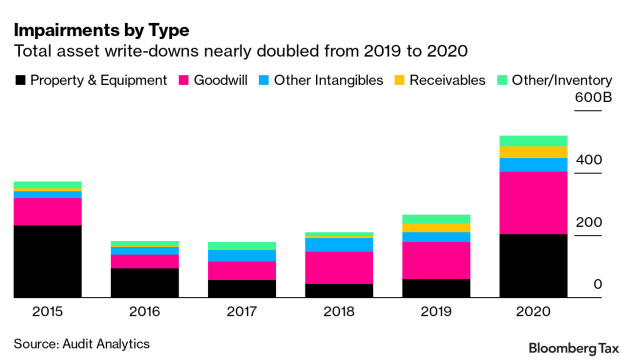 Impairments by Type
Total asset write-downs nearly doubled from 2019 to 2020
Property & Equipment Goodwill Other Intangibles Receivables Other/Inventory
600B
400
200
0
2015 2016 2017 2018 2019 2020
Source: Audit Analytics
Bloomberg Tax